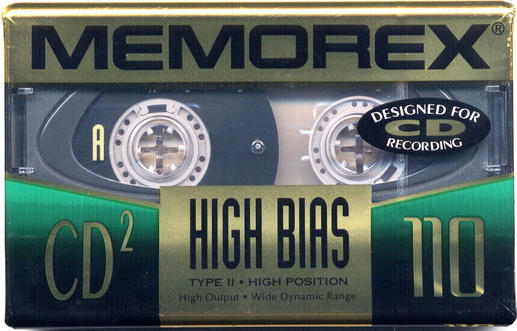 MEMOREX®
DESIGNED FOR
CD
RECORDING
A
CD²
HIGH BIAS
110
TYPE II • HIGH POSITION
High Output • Wide Dynamic Range